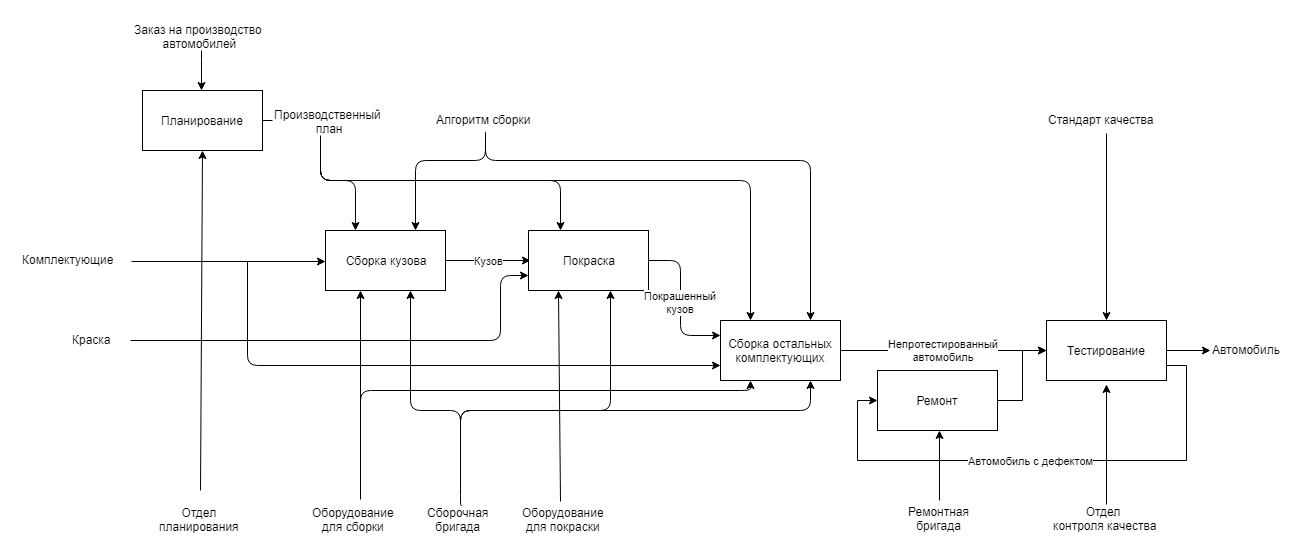 Заказ на производство
автомобилей
Планирование
Производственный
план
Алгоритм сборки
Стандарт качества
Комплектующие
Сборка кузова
Кузов
Покраска
Покрашенный
кузов
Краска
Сборка остальных
комплектующих
Непротестированный
автомобиль
Тестирование
Автомобиль
Ремонт
Автомобиль с дефектом
Отдел
планирования
Оборудование
для сборки
Сборочная
бригада
Оборудование
для покраски
Ремонтная
бригада
Отдел
контроля качества